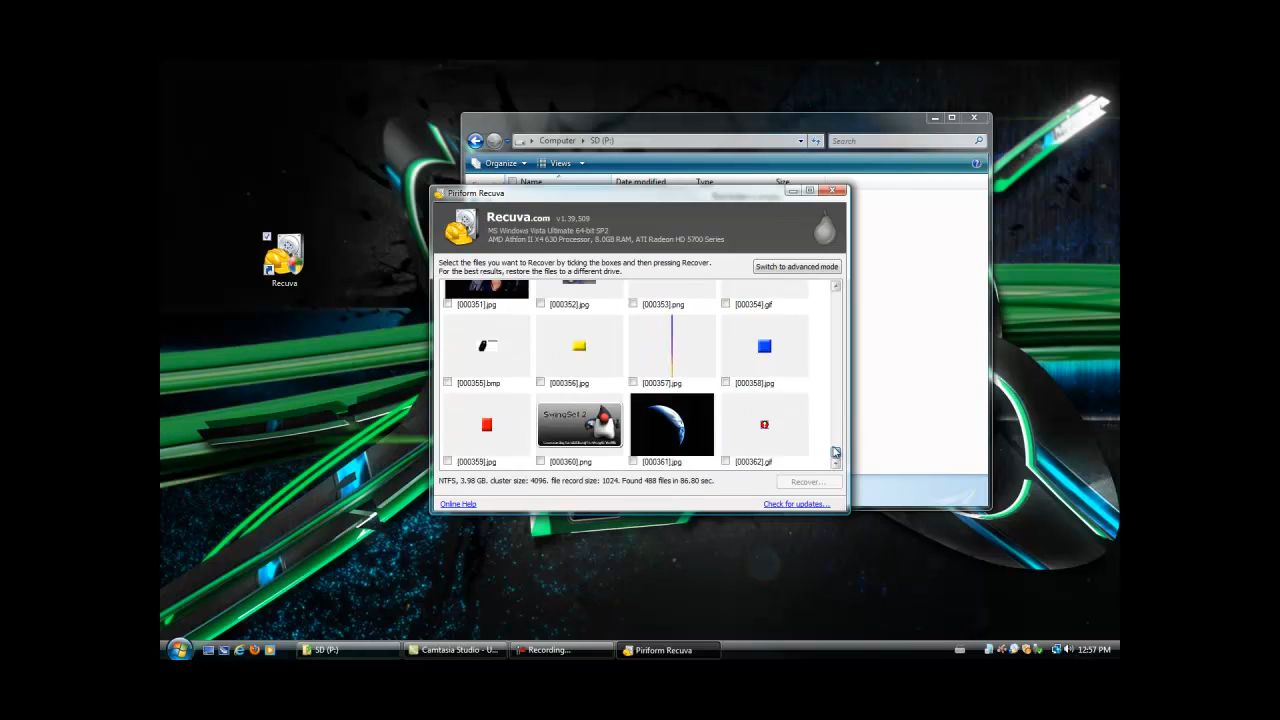 Computer
SD (P:)
Search
Organize
Views
Name
Date modified
Type
Size
Piriform Recuva
Recuva.com v1.39.509
MS Windows Vista Ultimate 64-bit SP2
AMD Athlon II X4 630 Processor, 8.0GB RAM, ATI Radeon HD 5700 Series
Select the files you want to Recover by ticking the boxes and then pressing Recover.
For the best results, restore the files to a different drive.
Switch to advanced mode
Recuva
[000351].jpg
[000352].jpg
[000353].png
[000354].gif
[000355].bmp
[000356].jpg
[000357].jpg
[000358].jpg
SwingSet 2
[000359].jpg
[000360].png
[000361].jpg
[000362].gif
NTFS, 3.98 GB. cluster size: 4096. file record size: 1024. Found 488 files in 86.80 sec.
Recover...
Online Help
Check for updates...
SD (P:)
Camtasia Studio - U...
Recording...
Piriform Recuva
12:57 PM